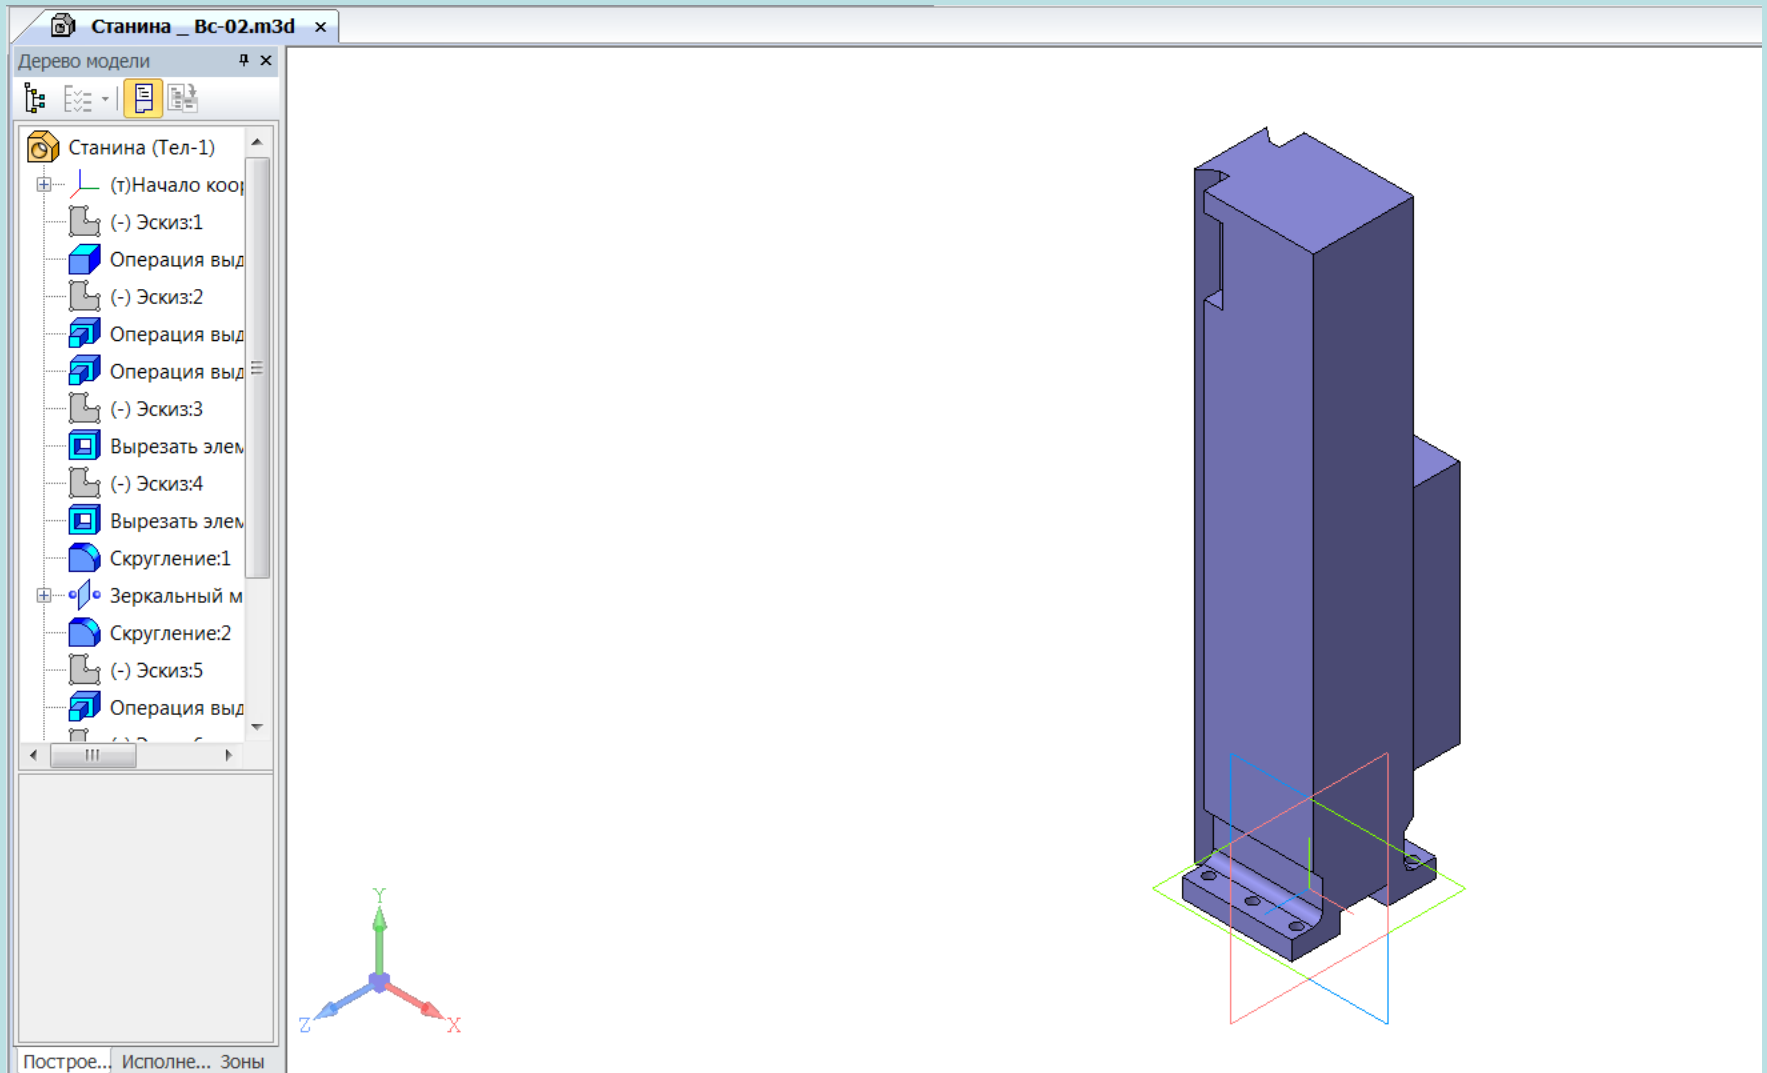 Станина _ Вс-02.m3d
Дерево модели
Станина (Тел-1)
(т)Начало коор
(-) Эскиз:1
Операция выд
(-) Эскиз:2
Операция выд
Операция выд
(-) Эскиз:3
Вырезать элем
(-) Эскиз:4
Вырезать элем
Скругление:1
Зеркальный м
Скругление:2
(-) Эскиз:5
Операция выд
Y
Z
X
Построе... Исполне... Зоны